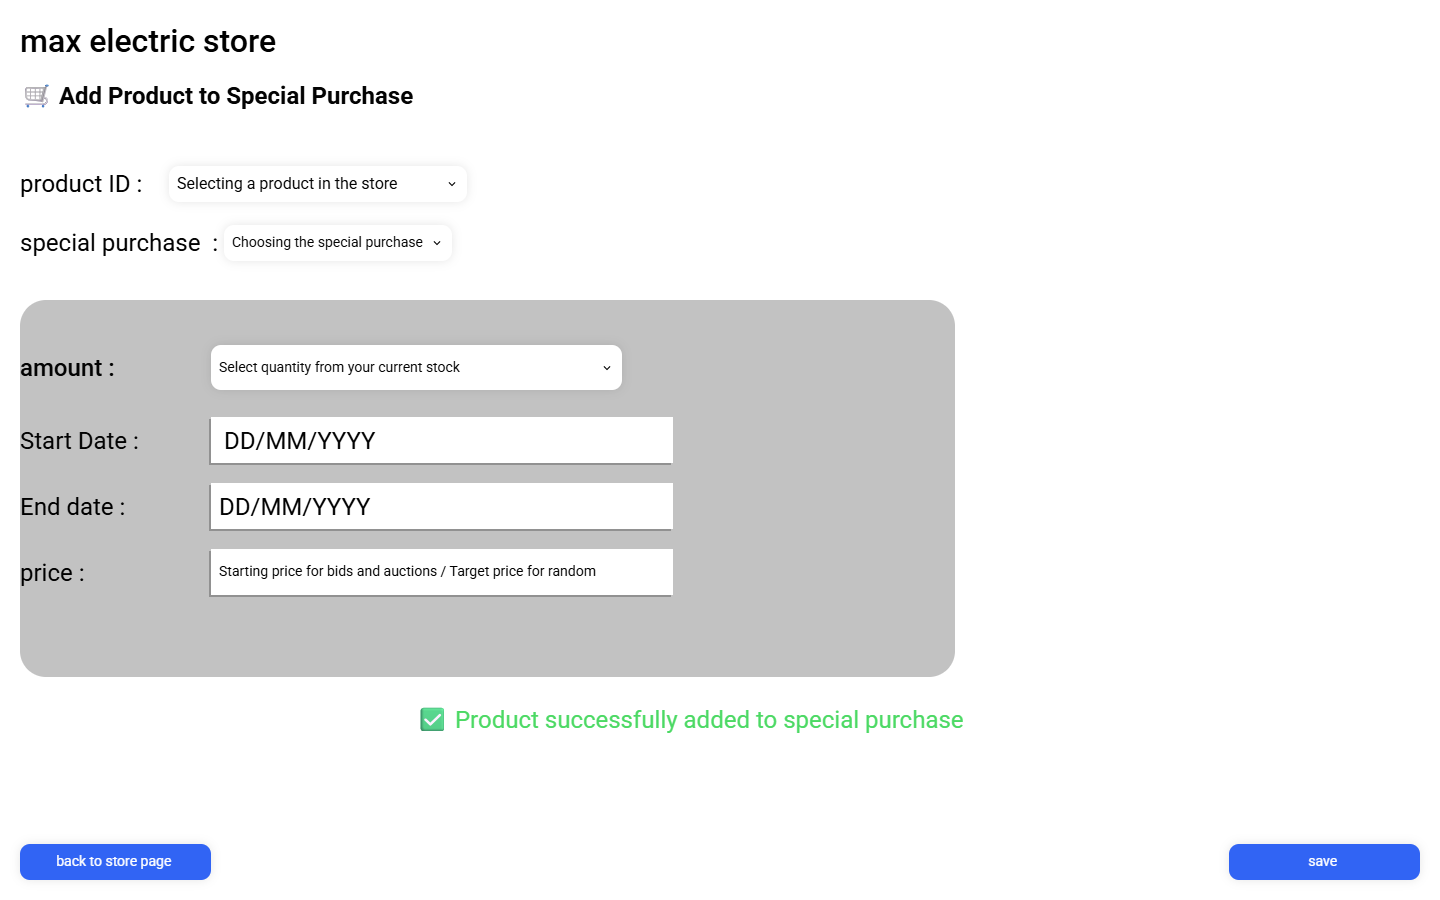 max electric store
🛒 Add Product to Special Purchase
product ID : Selecting a product in the store
special purchase : Choosing the special purchase
amount : Select quantity from your current stock
Start Date : DD/MM/YYYY
End date : DD/MM/YYYY
price : Starting price for bids and auctions / Target price for random
✅ Product successfully added to special purchase
back to store page save